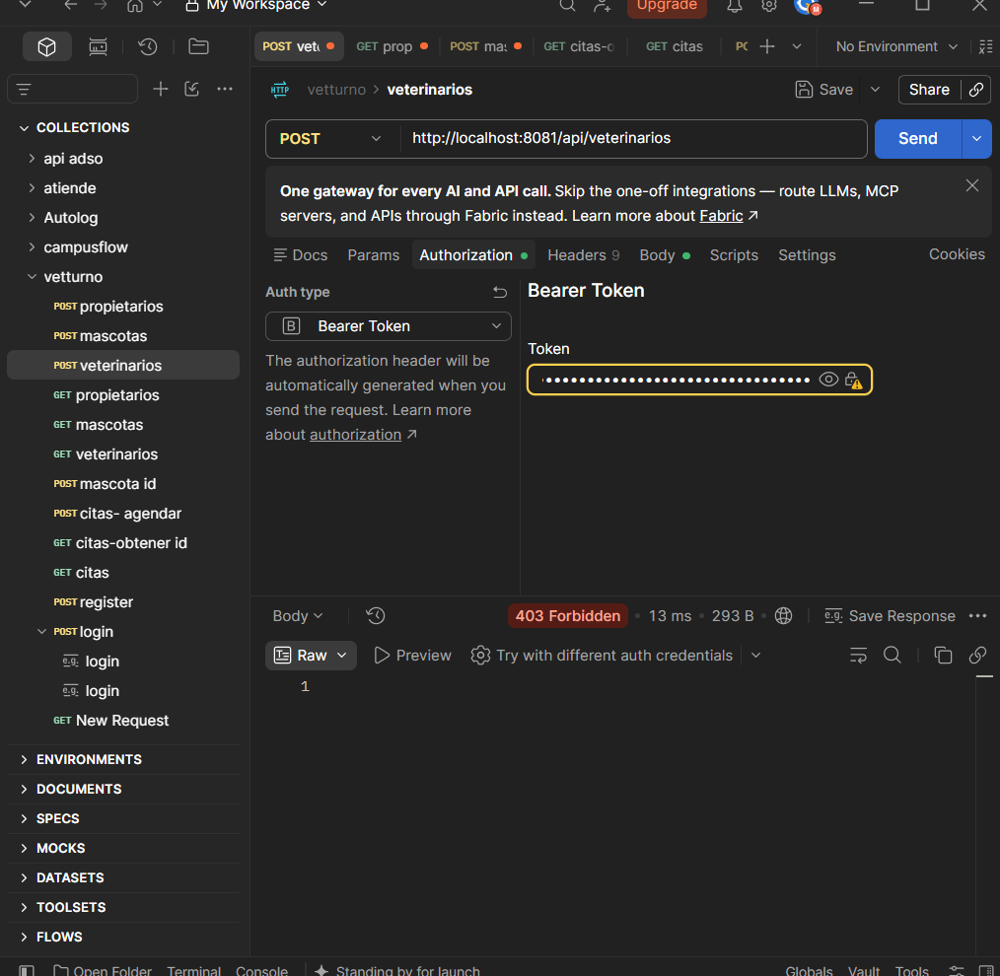 My Workspace
Upgrade
M
POST vete
GET prop
POST mas
GET citas-o
GET citas
No Environment
HTTP vetturno > veterinarios
Save
Share
COLLECTIONS
api adso
atiende
Autolog
campusflow
vetturno
POST propietarios
POST mascotas
POST veterinarios
GET propietarios
GET mascotas
GET veterinarios
POST mascota id
POST citas- agendar
GET citas-obtener id
GET citas
POST register
POST login
e.g. login
e.g. login
GET New Request
ENVIRONMENTS
DOCUMENTS
SPECS
MOCKS
DATASETS
TOOLSETS
FLOWS
POST http://localhost:8081/api/veterinarios
Send
One gateway for every AI and API call. Skip the one-off integrations — route LLMs, MCP
servers, and APIs through Fabric instead. Learn more about Fabric ↗
Docs Params Authorization Headers 9 Body Scripts Settings Cookies
Auth type
B Bearer Token
The authorization header will be
automatically generated when you
send the request. Learn more
about authorization ↗
Bearer Token
Token
Body
403 Forbidden • 13 ms • 293 B
e.g. Save Response
Raw
Preview
Try with different auth credentials
1
Open Folder Terminal Console Standing by for launch Globals Vault Tools